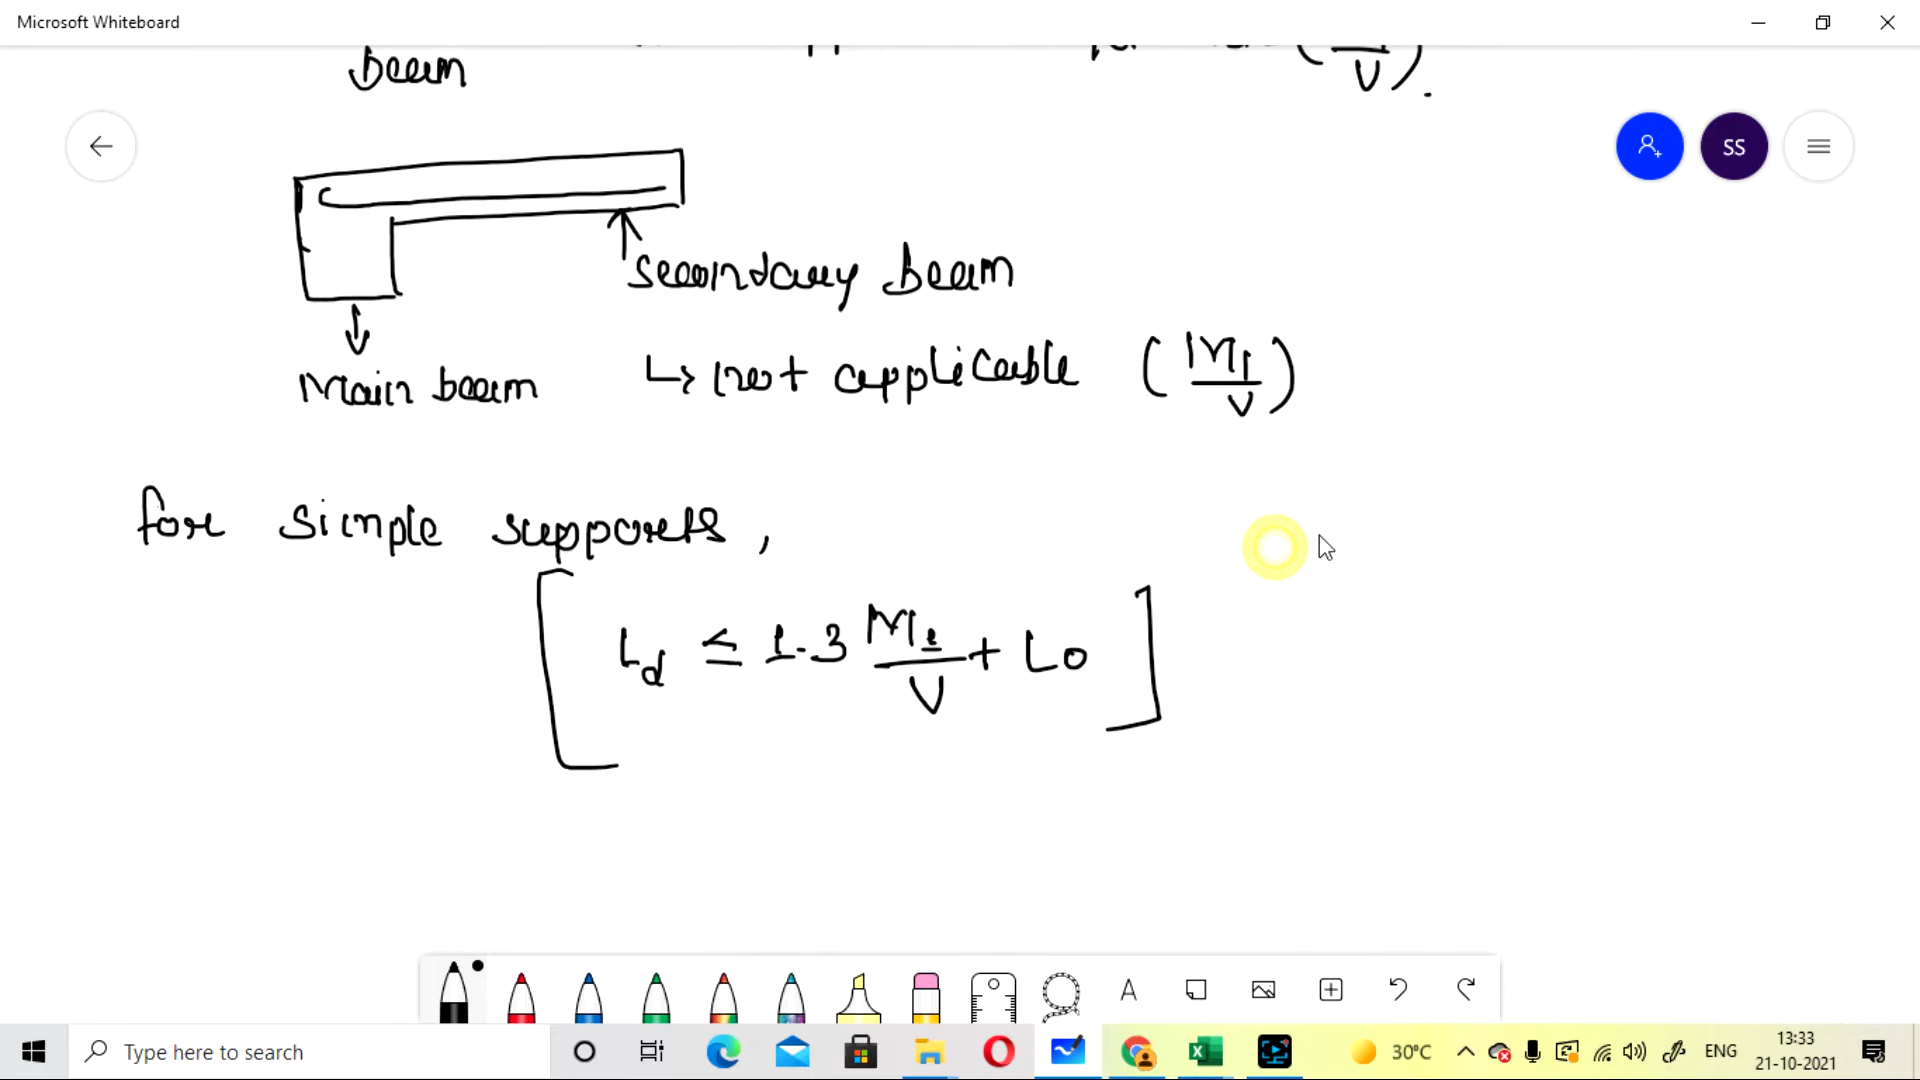 Microsoft Whiteboard
Beam
V ) .
SS
Secondary Beam
Main beam
↳ not applicable ( M1 / V )
for simple supports ,
[ Ld ≤ 1.3 M1 / V + Lo ]
A
Type here to search
30°C
ENG
13:33
21-10-2021